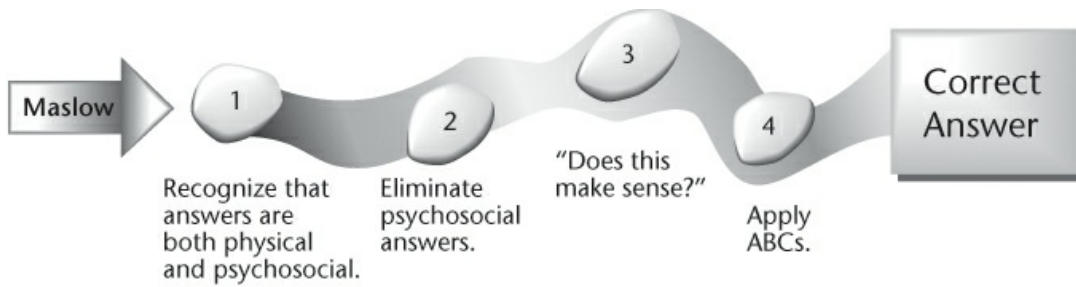 Maslow
1
Recognize that
answers are
both physical
and psychosocial.
2
Eliminate
psychosocial
answers.
3
“Does this
make sense?”
4
Apply
ABCs.
Correct
Answer